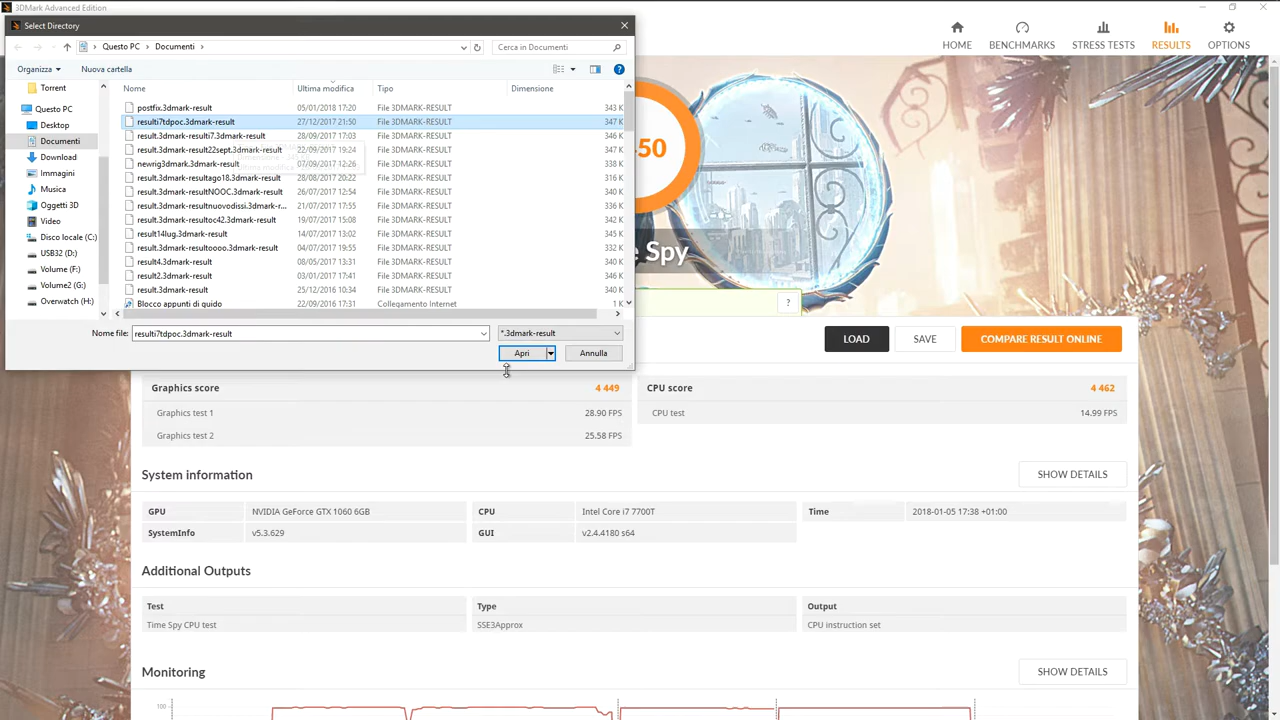 3DMark Advanced Edition
Select Directory
HOME
BENCHMARKS
STRESS TESTS
RESULTS
OPTIONS
Questo PC > Documenti >
Cerca in Documenti
Organizza
Nuova cartella
Nome
Ultima modifica
Tipo
Dimensione
Torrent
Questo PC
Desktop
Documenti
Download
Immagini
Musica
Oggetti 3D
Video
Disco locale (C:)
USB32 (D:)
Volume (F:)
Volume2 (G:)
Overwatch (H:)
postfix.3dmark-result 05/01/2018 17:20 File 3DMARK-RESULT 343 K
resulti7tdpoc.3dmark-result 27/12/2017 21:50 File 3DMARK-RESULT 347 K
result.3dmark-resulti7.3dmark-result 28/09/2017 17:03 File 3DMARK-RESULT 346 K
result.3dmark-result22sept.3dmark-result 22/09/2017 19:24 File 3DMARK-RESULT 347 K
newrig3dmark.3dmark-result 07/09/2017 12:26 File 3DMARK-RESULT 338 K
result.3dmark-resultago18.3dmark-result 28/08/2017 20:22 File 3DMARK-RESULT 316 K
result.3dmark-resultNOOC.3dmark-result 26/07/2017 12:54 File 3DMARK-RESULT 340 K
result.3dmark-resultnuovodissi.3dmark-r... 21/07/2017 17:55 File 3DMARK-RESULT 336 K
result.3dmark-resultoc42.3dmark-result 19/07/2017 15:08 File 3DMARK-RESULT 342 K
result14lug.3dmark-result 14/07/2017 13:02 File 3DMARK-RESULT 345 K
result.3dmark-resultoooo.3dmark-result 04/07/2017 19:55 File 3DMARK-RESULT 332 K
result4.3dmark-result 08/05/2017 13:31 File 3DMARK-RESULT 340 K
result2.3dmark-result 03/01/2017 17:41 File 3DMARK-RESULT 346 K
result.3dmark-result 25/12/2016 10:34 File 3DMARK-RESULT 340 K
Blocco appunti di guido 22/09/2016 17:31 Collegamento Internet 1 K
Nome file: resulti7tdpoc.3dmark-result
*.3dmark-result
Apri
Annulla
50
e Spy
?
LOAD
SAVE
COMPARE RESULT ONLINE
Graphics score 4 449
Graphics test 1 28.90 FPS
Graphics test 2 25.58 FPS
CPU score 4 462
CPU test 14.99 FPS
System information
SHOW DETAILS
GPU NVIDIA GeForce GTX 1060 6GB CPU Intel Core i7 7700T Time 2018-01-05 17:38 +01:00
SystemInfo v5.3.629 GUI v2.4.4180 s64
Additional Outputs
Test Type Output
Time Spy CPU test SSE3Approx CPU instruction set
Monitoring
SHOW DETAILS
100